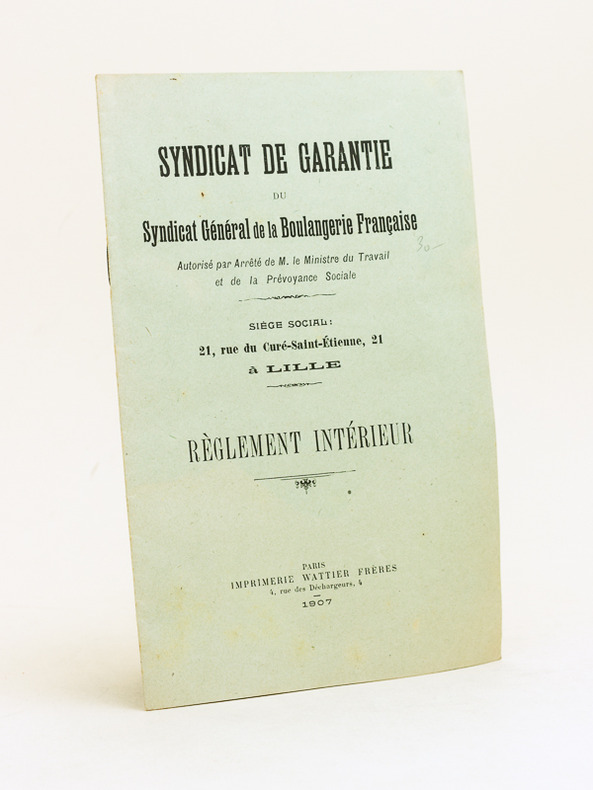 SYNDICAT DE GARANTIE
DU
Syndicat Général de la Boulangerie Française
30-
Autorisé par Arrêté de M. le Ministre du Travail
et de la Prévoyance Sociale
SIÈGE SOCIAL:
21, rue du Curé-Saint-Étienne, 21
à LILLE
RÈGLEMENT INTÉRIEUR
PARIS
IMPRIMERIE WATTIER FRÈRES
4, rue des Déchargeurs, 4
1907